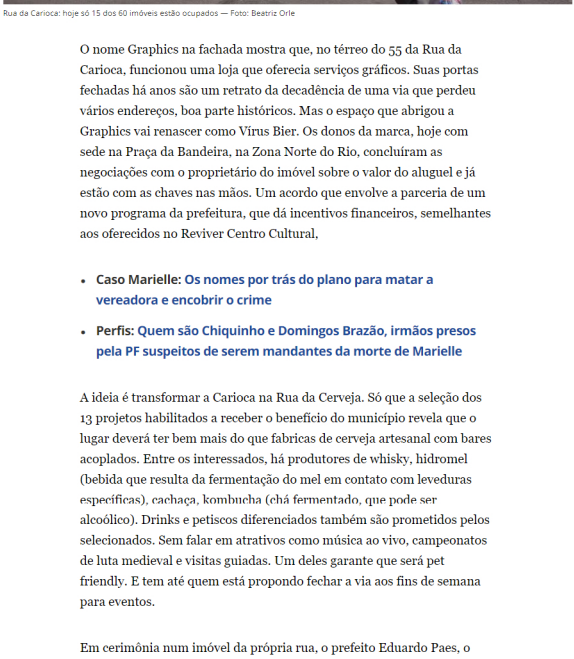 Rua da Carioca: hoje só 15 dos 60 imóveis estão ocupados — Foto: Beatriz Orle
O nome Graphics na fachada mostra que, no térreo do 55 da Rua da
Carioca, funcionou uma loja que oferecia serviços gráficos. Suas portas
fechadas há anos são um retrato da decadência de uma via que perdeu
vários endereços, boa parte históricos. Mas o espaço que abrigou a
Graphics vai renascer como Vírus Bier. Os donos da marca, hoje com
sede na Praça da Bandeira, na Zona Norte do Rio, concluíram as
negociações com o proprietário do imóvel sobre o valor do aluguel e já
estão com as chaves nas mãos. Um acordo que envolve a parceria de um
novo programa da prefeitura, que dá incentivos financeiros, semelhantes
aos oferecidos no Reviver Centro Cultural,
• Caso Marielle: Os nomes por trás do plano para matar a
vereadora e encobrir o crime
• Perfis: Quem são Chiquinho e Domingos Brazão, irmãos presos
pela PF suspeitos de serem mandantes da morte de Marielle
A ideia é transformar a Carioca na Rua da Cerveja. Só que a seleção dos
13 projetos habilitados a receber o benefício do município revela que o
lugar deverá ter bem mais do que fabricas de cerveja artesanal com bares
acoplados. Entre os interessados, há produtores de whisky, hidromel
(bebida que resulta da fermentação do mel em contato com leveduras
específicas), cachaça, kombucha (chá fermentado, que pode ser
alcoólico). Drinks e petiscos diferenciados também são prometidos pelos
selecionados. Sem falar em atrativos como música ao vivo, campeonatos
de luta medieval e visitas guiadas. Um deles garante que será pet
friendly. E tem até quem está propondo fechar a via aos fins de semana
para eventos.
Em cerimônia num imóvel da própria rua, o prefeito Eduardo Paes, o